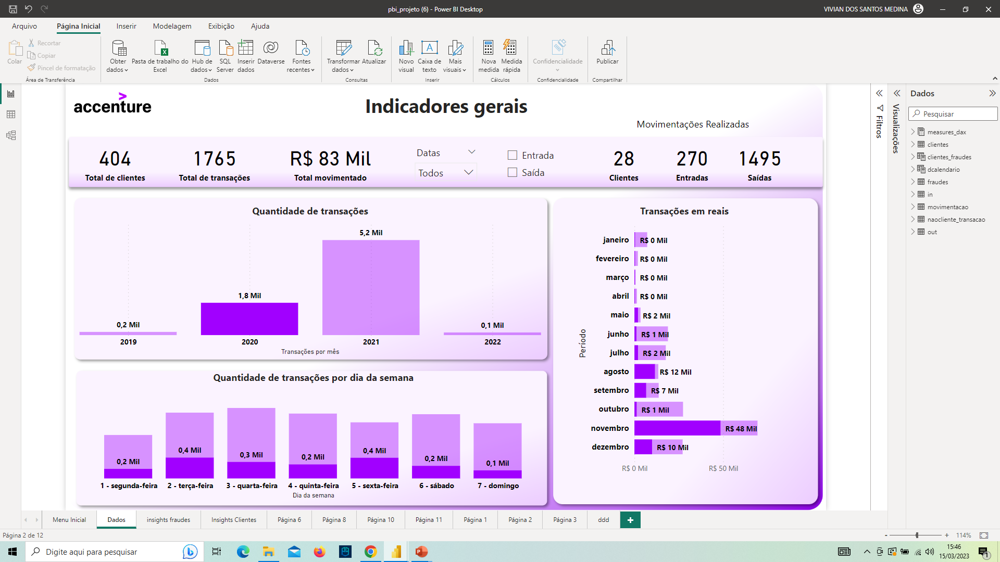 pbi_projeto (6) - Power BI Desktop
VIVIAN DOS SANTOS MEDINA
Arquivo
Página Inicial
Inserir
Modelagem
Exibição
Ajuda
Colar
Recortar
Copiar
Pincel de formatação
Área de Transferência
Obter dados
Pasta de trabalho do Excel
Hub de dados
SQL Server
Inserir dados
Dataverse
Fontes recentes
Dados
Transformar dados
Atualizar
Consultas
Novo visual
Caixa de texto
Mais visuais
Inserir
Nova medida
Medida rápida
Cálculos
Confidencialidade
Confidencialidade
Publicar
Compartilhar
accenture
>
Indicadores gerais
Movimentações Realizadas
404
Total de clientes
1765
Total de transações
R$ 83 Mil
Total movimentado
Datas
Todos
Entrada
Saída
28
Clientes
270
Entradas
1495
Saídas
Quantidade de transações
0,2 Mil
1,8 Mil
5,2 Mil
0,1 Mil
2019
2020
2021
2022
Transações por mês
Quantidade de transações por dia da semana
0,2 Mil
0,4 Mil
0,3 Mil
0,2 Mil
0,4 Mil
0,2 Mil
0,1 Mil
1 - segunda-feira
2 - terça-feira
3 - quarta-feira
4 - quinta-feira
5 - sexta-feira
6 - sábado
7 - domingo
Dia da semana
Transações em reais
Período
janeiro R$ 0 Mil
fevereiro R$ 0 Mil
março R$ 0 Mil
abril R$ 0 Mil
maio R$ 2 Mil
junho R$ 1 Mil
julho R$ 2 Mil
agosto R$ 12 Mil
setembro R$ 7 Mil
outubro R$ 1 Mil
novembro R$ 48 Mil
dezembro R$ 10 Mil
R$ 0 Mil
R$ 50 Mil
Filtros
Visualizações
Dados
Pesquisar
measures_dax
clientes
clientes_fraudes
dcalendario
fraudes
in
movimentacao
naocliente_transacao
out
Menu Inicial
Dados
insights fraudes
Insights Clientes
Página 6
Página 8
Página 10
Página 11
Página 1
Página 2
Página 3
ddd
+
Página 2 de 12
- + 114%
Digite aqui para pesquisar
15:46
15/03/2023
1